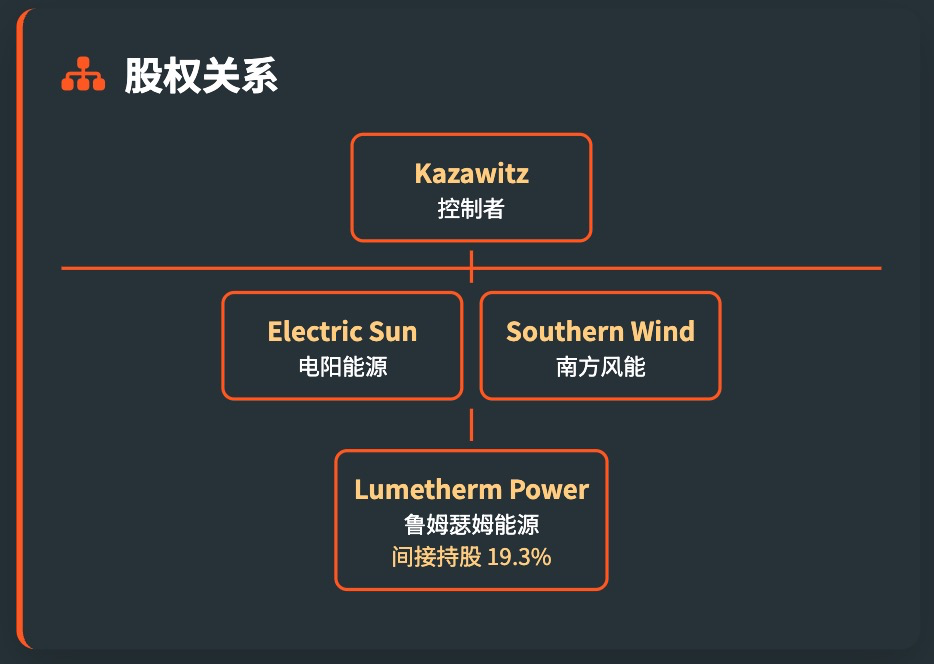 股权关系
Kazawitz
控制者
Electric Sun
电阳能源
Southern Wind
南方风能
Lumetherm Power
鲁姆瑟姆能源
间接持股 19.3%